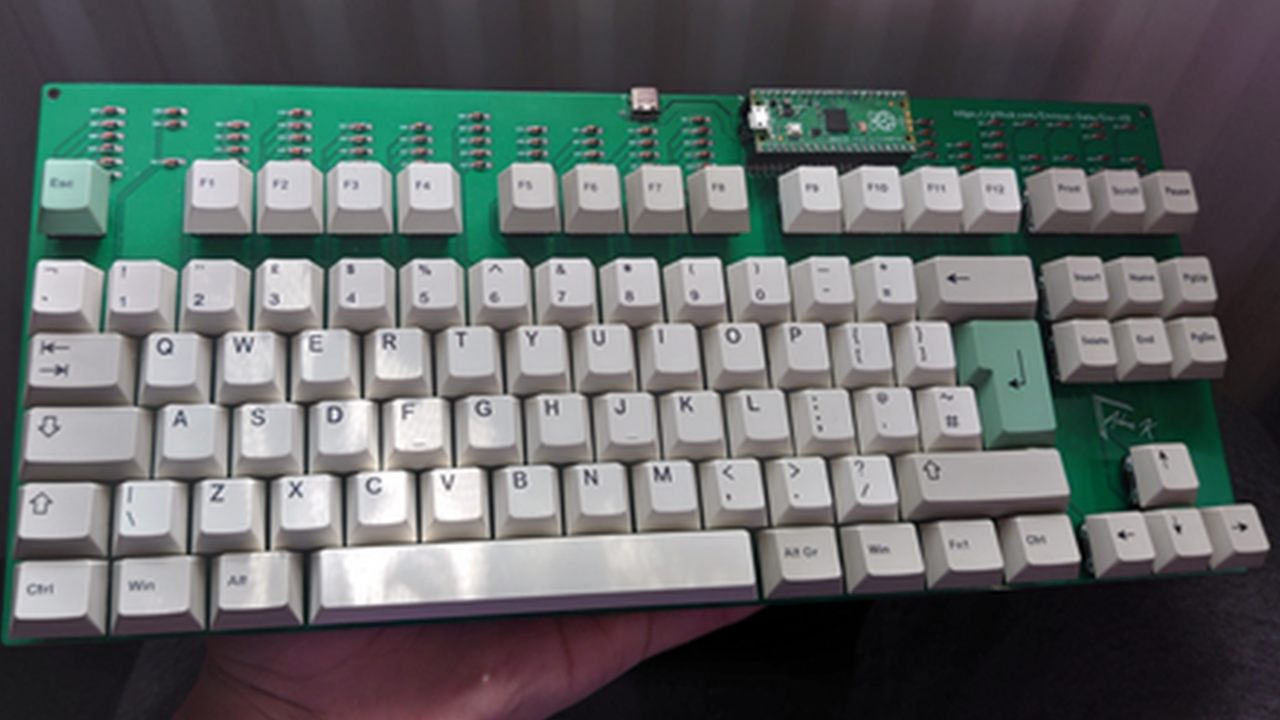 Esc F1 F2 F3 F4 F5 F6 F7 F8 F9 F10 F11 F12 Print Scroll Pause
¬ ! " £ $ % ^ & * ( ) _ +
` 1 2 3 4 5 6 7 8 9 0 - = ← Insert Home PgUp
Q W E R T Y U I O P { [ } ] Delete End PgDn
A S D F G H J K L : ; @ ' ~ #
| \ Z X C V B N M < , > . ? /
Ctrl Win Alt Alt Gr Win Fn1 Ctrl